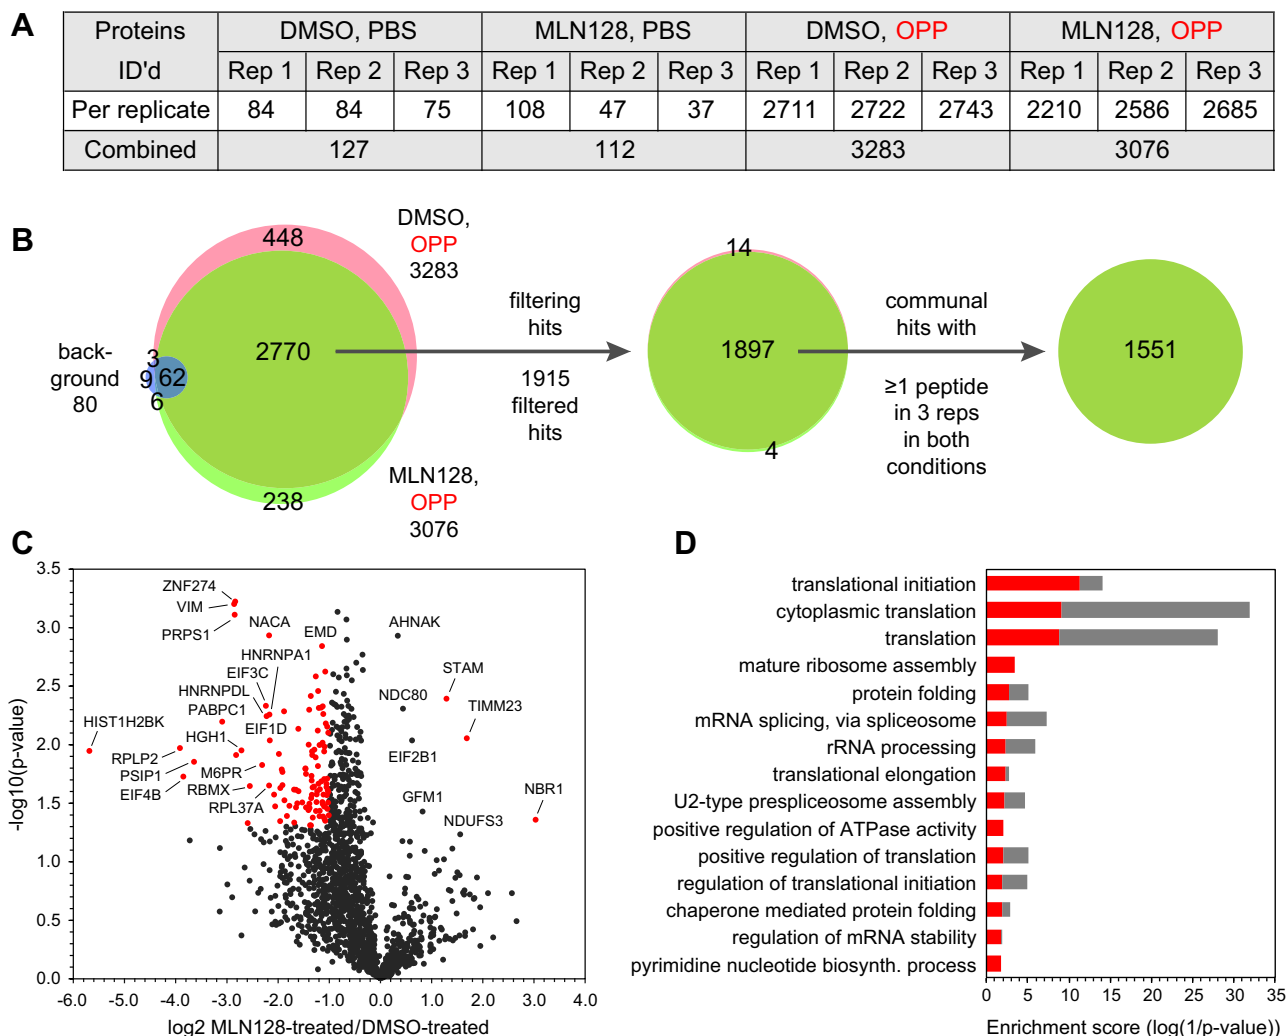 A
Proteins DMSO, PBS MLN128, PBS DMSO, OPP MLN128, OPP
ID'd Rep 1 Rep 2 Rep 3 Rep 1 Rep 2 Rep 3 Rep 1 Rep 2 Rep 3 Rep 1 Rep 2 Rep 3
Per replicate 84 84 75 108 47 37 2711 2722 2743 2210 2586 2685
Combined 127 112 3283 3076
B
448
DMSO,
OPP
3283
2770
back-
ground
80
3
9
62
6
238
MLN128,
OPP
3076
filtering
hits
1915
filtered
hits
14
1897
4
communal
hits with
≥1 peptide
in 3 reps
in both
conditions
1551
C
-log10(p-value)
3.5
3.0
2.5
2.0
1.5
1.0
0.5
0.0
-6.0 -5.0 -4.0 -3.0 -2.0 -1.0 0.0 1.0 2.0 3.0 4.0
log2 MLN128-treated/DMSO-treated
ZNF274
VIM
PRPS1
NACA
EMD
AHNAK
HNRNPA1
EIF3C
STAM
HNRNPDL
NDC80
TIMM23
PABPC1
HIST1H2BK
EIF1D
HGH1
EIF2B1
RPLP2
PSIP1
M6PR
EIF4B
RBMX
NBR1
RPL37A
GFM1
NDUFS3
D
translational initiation
cytoplasmic translation
translation
mature ribosome assembly
protein folding
mRNA splicing, via spliceosome
rRNA processing
translational elongation
U2-type prespliceosome assembly
positive regulation of ATPase activity
positive regulation of translation
regulation of translational initiation
chaperone mediated protein folding
regulation of mRNA stability
pyrimidine nucleotide biosynth. process
0 5 10 15 20 25 30 35
Enrichment score (log(1/p-value))